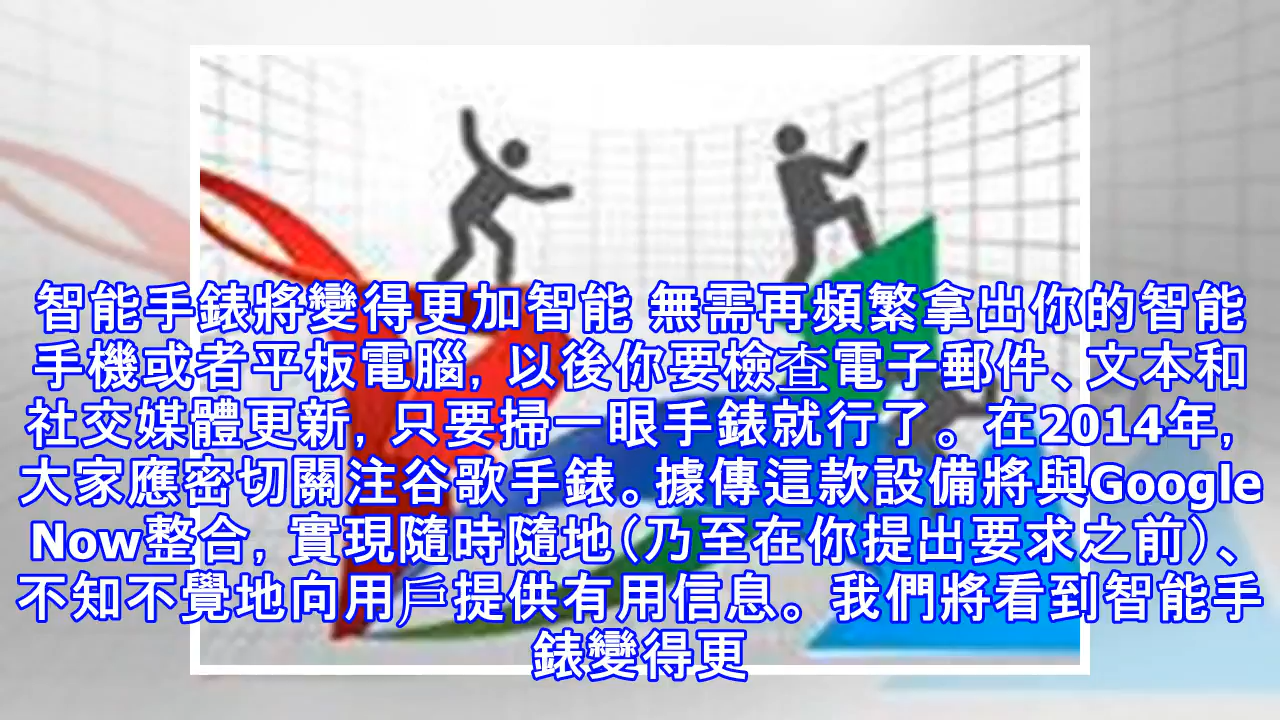 智能手錶將變得更加智能 無需再頻繁拿出你的智能
手機或者平板電腦，以後你要檢查電子郵件、文本和
社交媒體更新，只要掃一眼手錶就行了。在2014年，
大家應密切關注谷歌手錶。據傳這款設備將與Google
Now整合，實現隨時隨地（乃至在你提出要求之前）、
不知不覺地向用戶提供有用信息。我們將看到智能手
錶變得更